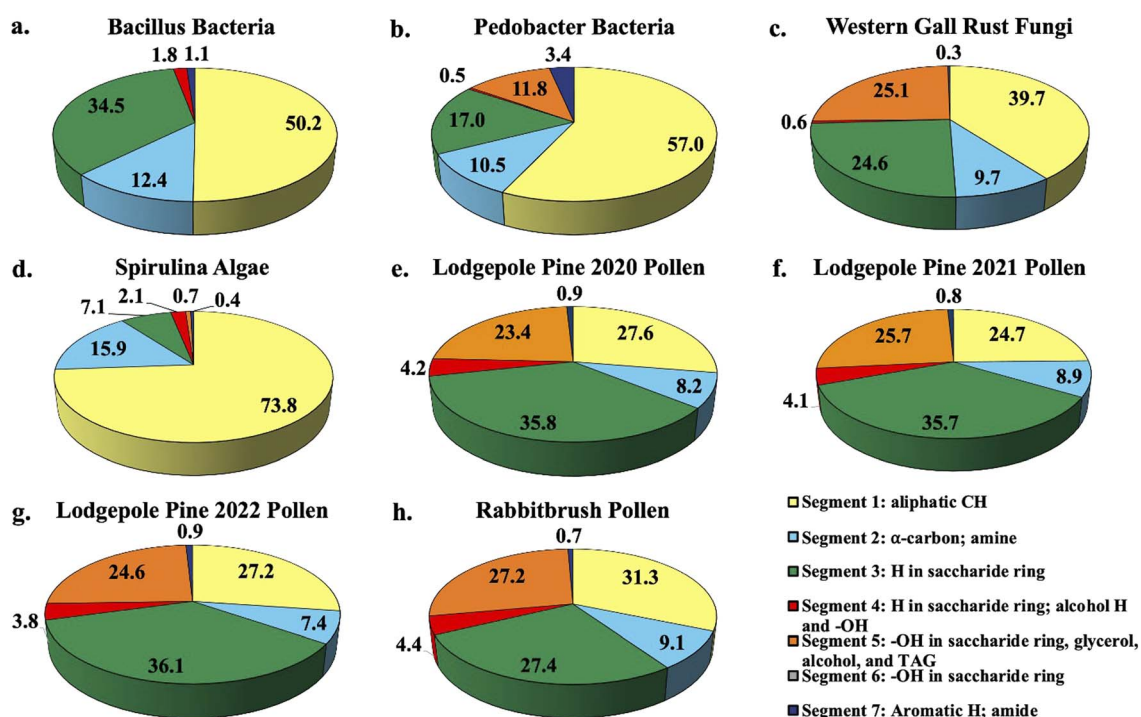 a. Bacillus Bacteria
1.8 1.1
34.5
50.2
12.4
b. Pedobacter Bacteria
3.4
0.5
11.8
17.0
57.0
10.5
c. Western Gall Rust Fungi
0.3
25.1
39.7
0.6
24.6
9.7
d. Spirulina Algae
2.1 0.7 0.4
7.1
15.9
73.8
e. Lodgepole Pine 2020 Pollen
0.9
23.4
27.6
4.2
8.2
35.8
f. Lodgepole Pine 2021 Pollen
0.8
25.7
24.7
8.9
4.1
35.7
g. Lodgepole Pine 2022 Pollen
0.9
24.6
27.2
3.8
7.4
36.1
h. Rabbitbrush Pollen
0.7
27.2
31.3
4.4
9.1
27.4
Segment 1: aliphatic CH
Segment 2: α-carbon; amine
Segment 3: H in saccharide ring
Segment 4: H in saccharide ring; alcohol H
and -OH
Segment 5: -OH in saccharide ring, glycerol,
alcohol, and TAG
Segment 6: -OH in saccharide ring
Segment 7: Aromatic H; amide